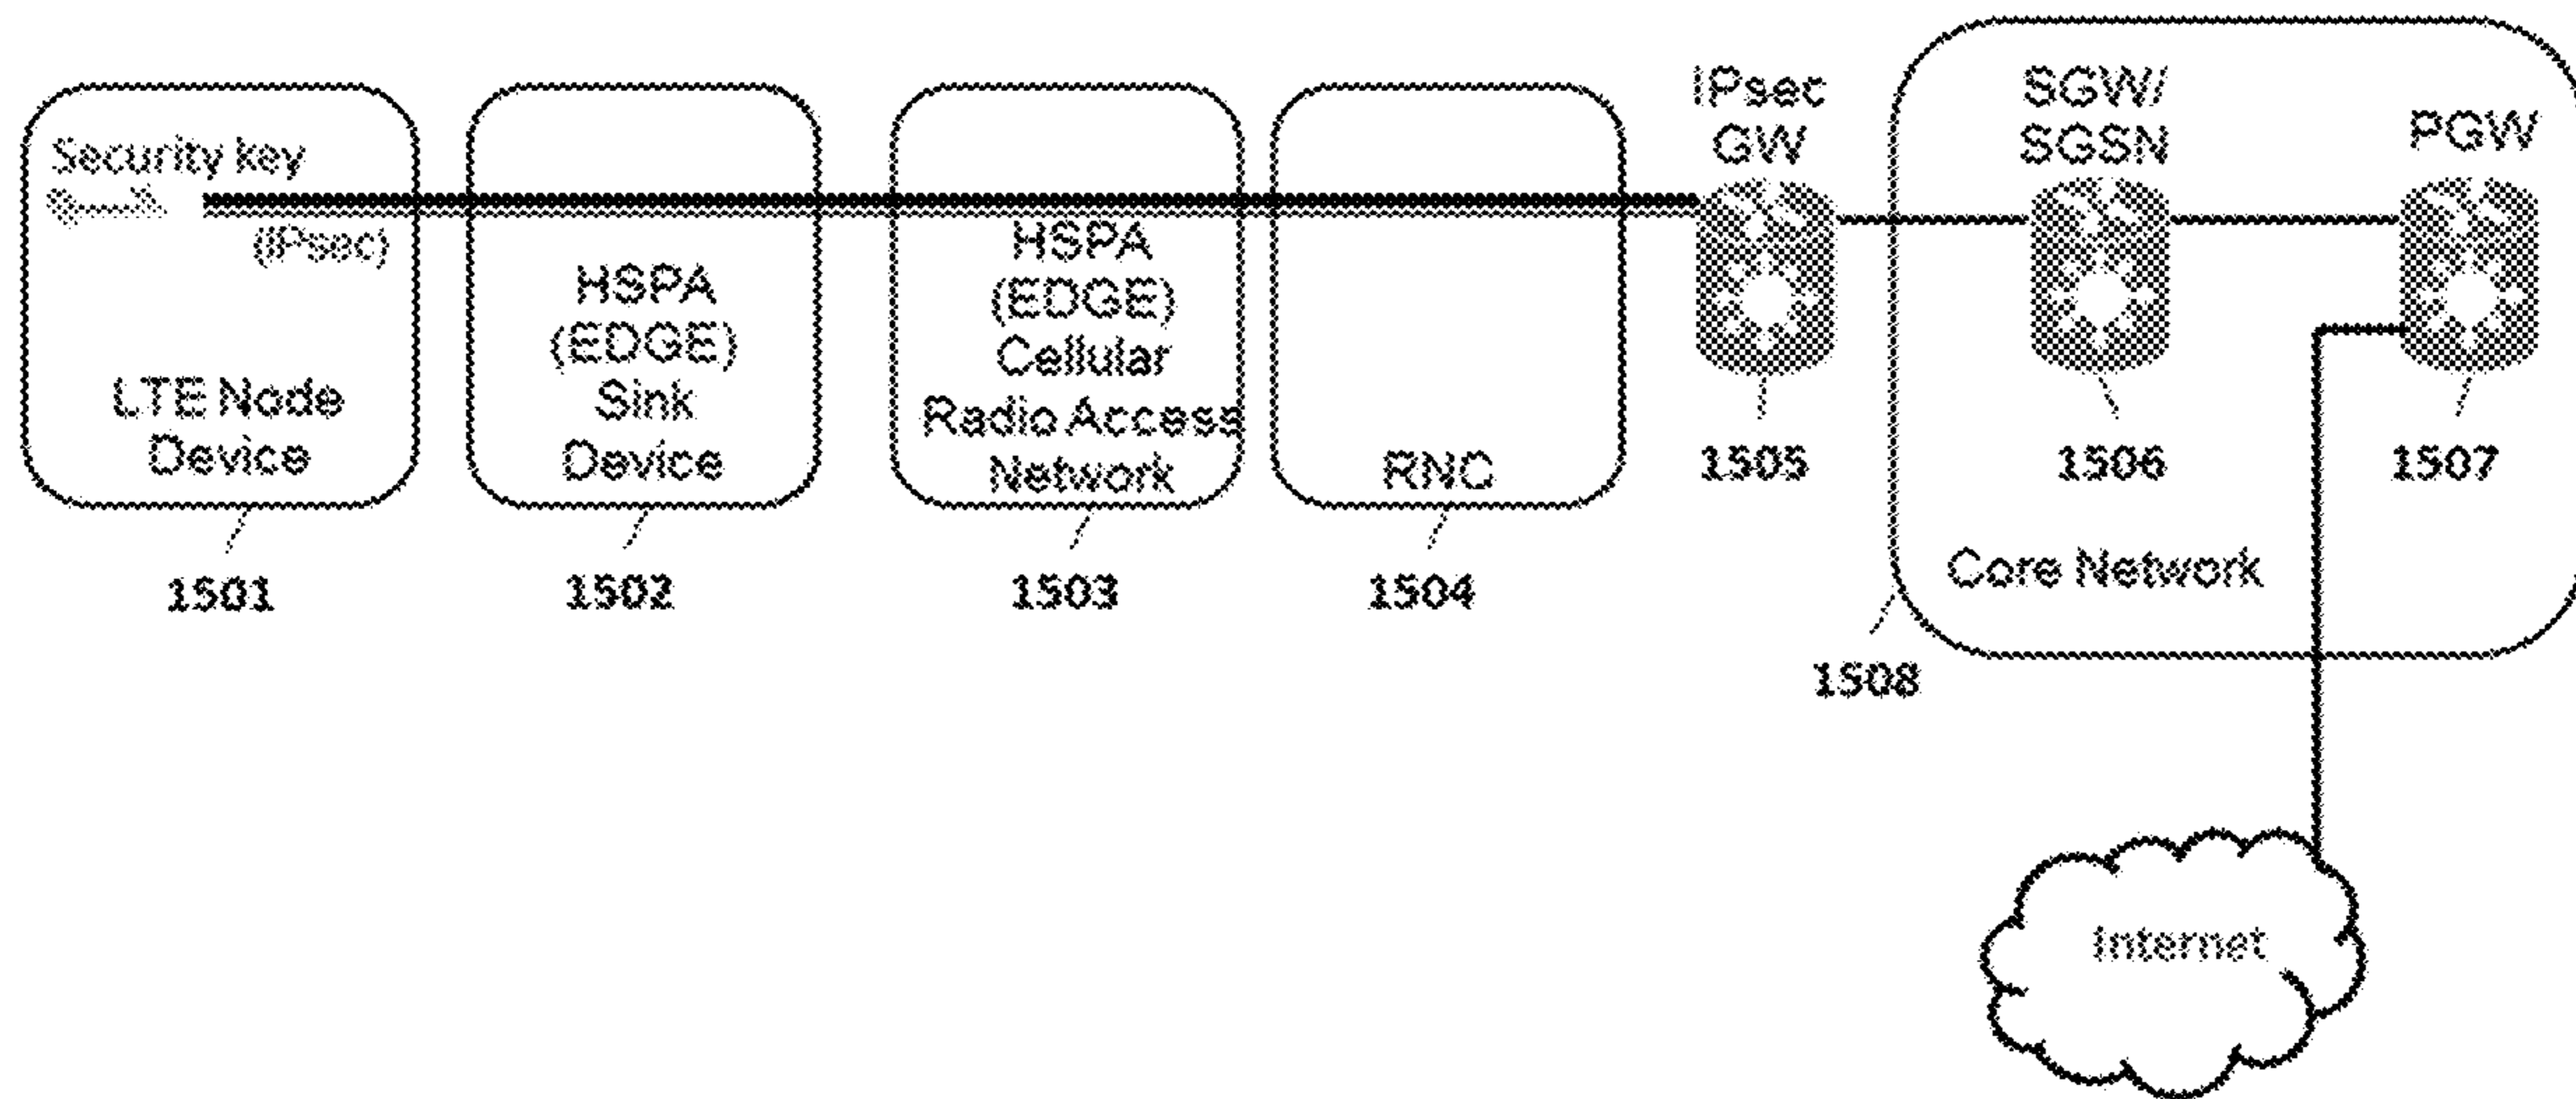 Security key
(IPsec)
LTE Node
Device
1501
HSPA
(EDGE)
Sink
Device
1502
HSPA
(EDGE)
Cellular
Radio Access
Network
1503
RNC
1504
IPsec
GW
1505
SGW/
SGSN
1506
PGW
1507
Core Network
1508
Internet